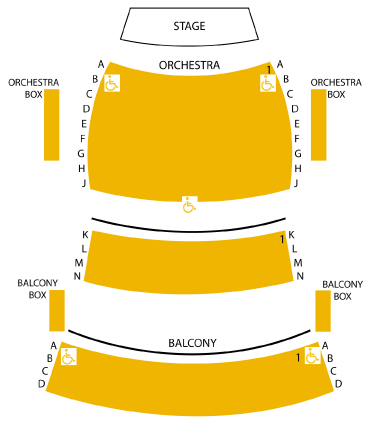 STAGE
ORCHESTRA
A 1 A
B B
ORCHESTRA BOX
ORCHESTRA BOX
C C
D D
E E
F F
G G
H H
J J
K 1 K
L L
M M
N N
BALCONY BOX
BALCONY BOX
BALCONY
A A
B 1 B
C C
D D